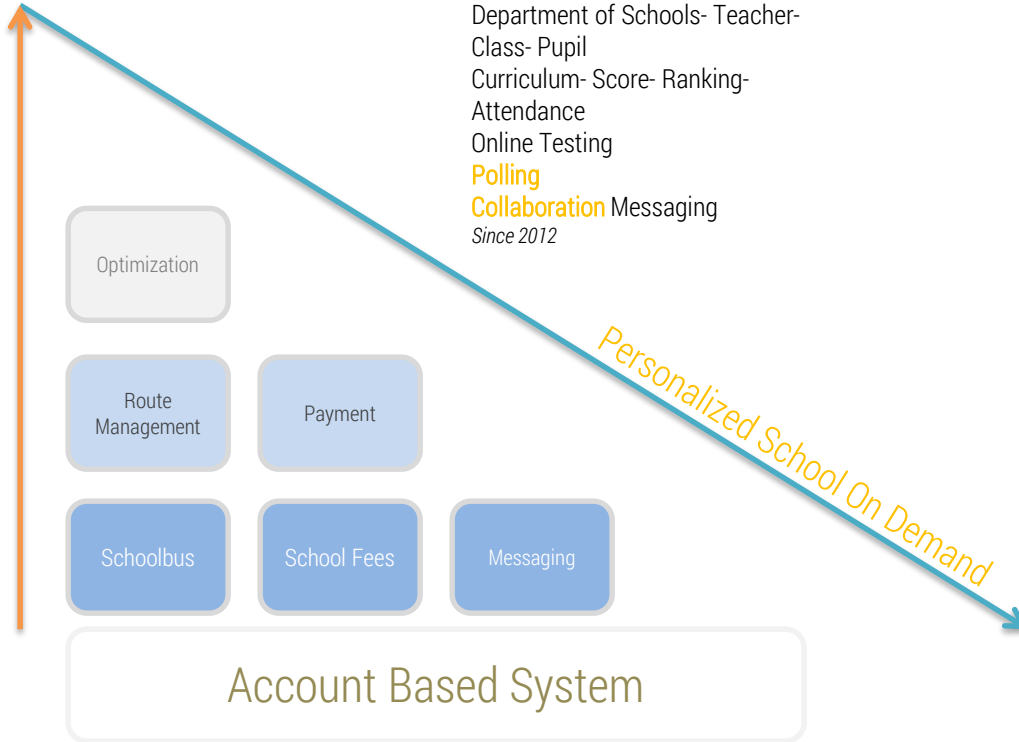 Department of Schools- Teacher-
Class- Pupil
Curriculum- Score- Ranking-
Attendance
Online Testing
Polling
Collaboration Messaging
Since 2012
Optimization
Personalized School On Demand
Route
Management
Payment
Schoolbus
School Fees
Messaging
Account Based System